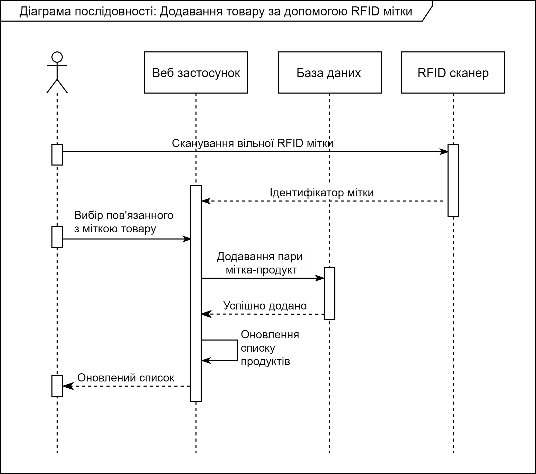 Діаграма послідовності: Додавання товару за допомогою RFID мітки
Веб застосунок
База даних
RFID сканер
Сканування вільної RFID мітки
Ідентифікатор мітки
Вибір пов'язанного
з міткою товару
Додавання пари
мітка-продукт
Успішно додано
Оновлення
списку
продуктів
Оновлений список